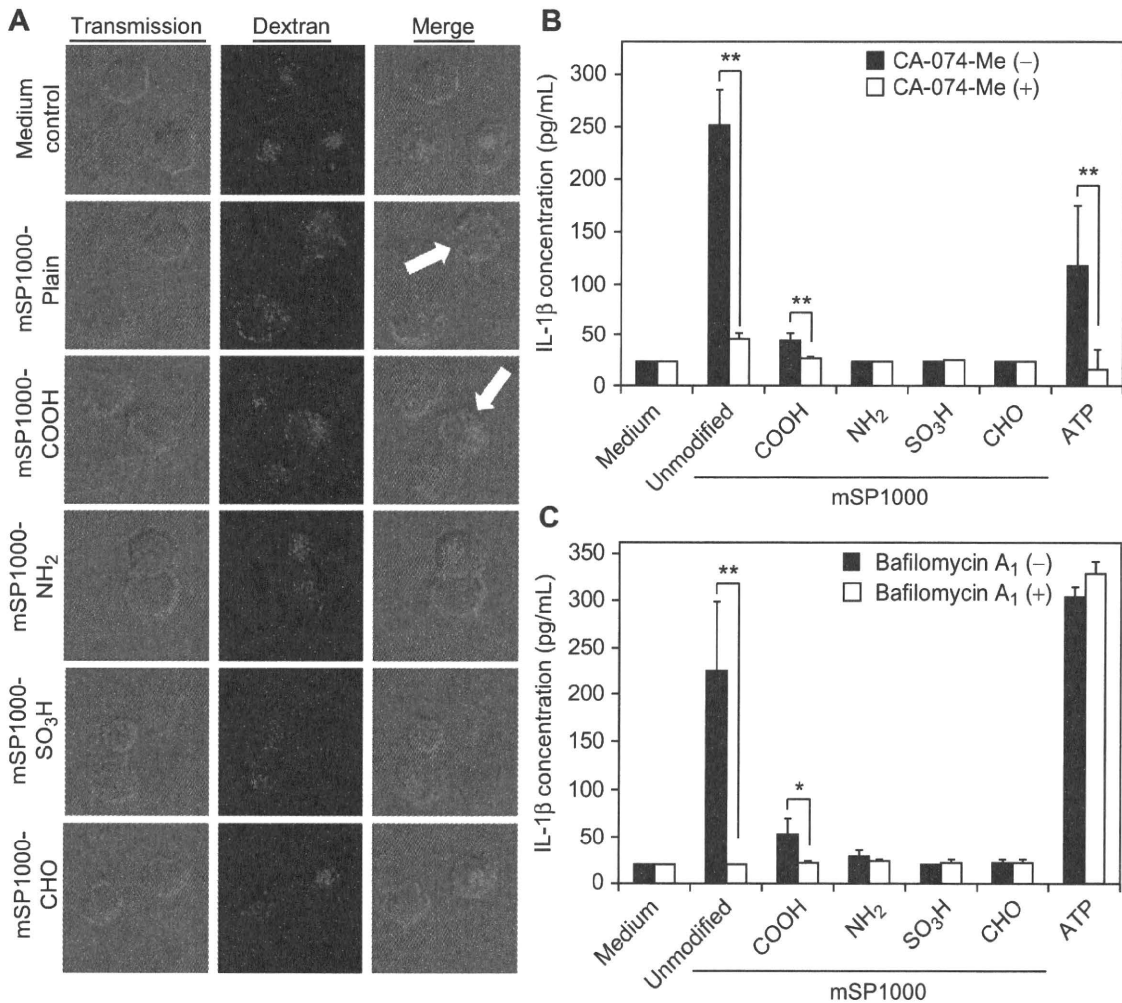 A
Transmission Dextran Merge
Medium
control
mSP1000-
Plain
mSP1000-
COOH
mSP1000-
NH₂
mSP1000-
SO₃H
mSP1000-
CHO
B
IL-1β concentration (pg/mL)
300
250
200
150
100
50
0
CA-074-Me (−)
CA-074-Me (+)
**
**
**
Medium
Unmodified
COOH
NH₂
SO₃H
CHO
ATP
mSP1000
C
IL-1β concentration (pg/mL)
350
300
250
200
150
100
50
0
Bafilomycin A₁ (−)
Bafilomycin A₁ (+)
**
*
Medium
Unmodified
COOH
NH₂
SO₃H
CHO
ATP
mSP1000